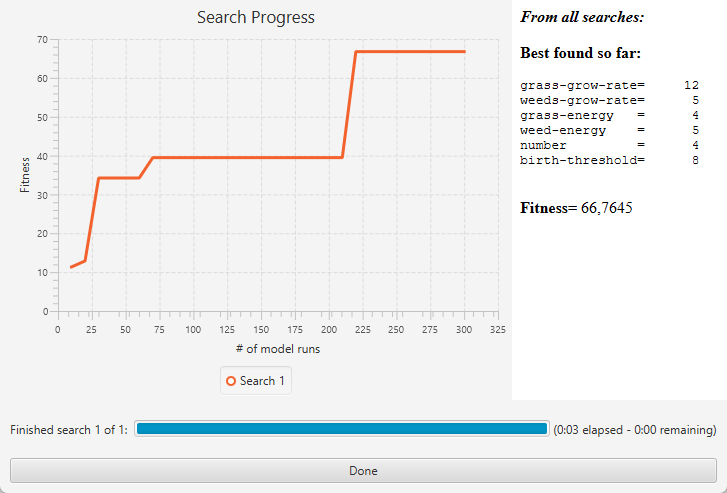 Search Progress
70
60
50
40
30
20
10
0
Fitness
0 25 50 75 100 125 150 175 200 225 250 275 300 325
# of model runs
Search 1
From all searches:
Best found so far:
grass-grow-rate= 12
weeds-grow-rate= 5
grass-energy = 4
weed-energy = 5
number = 4
birth-threshold= 8
Fitness= 66,7645
Finished search 1 of 1: (0:03 elapsed - 0:00 remaining)
Done